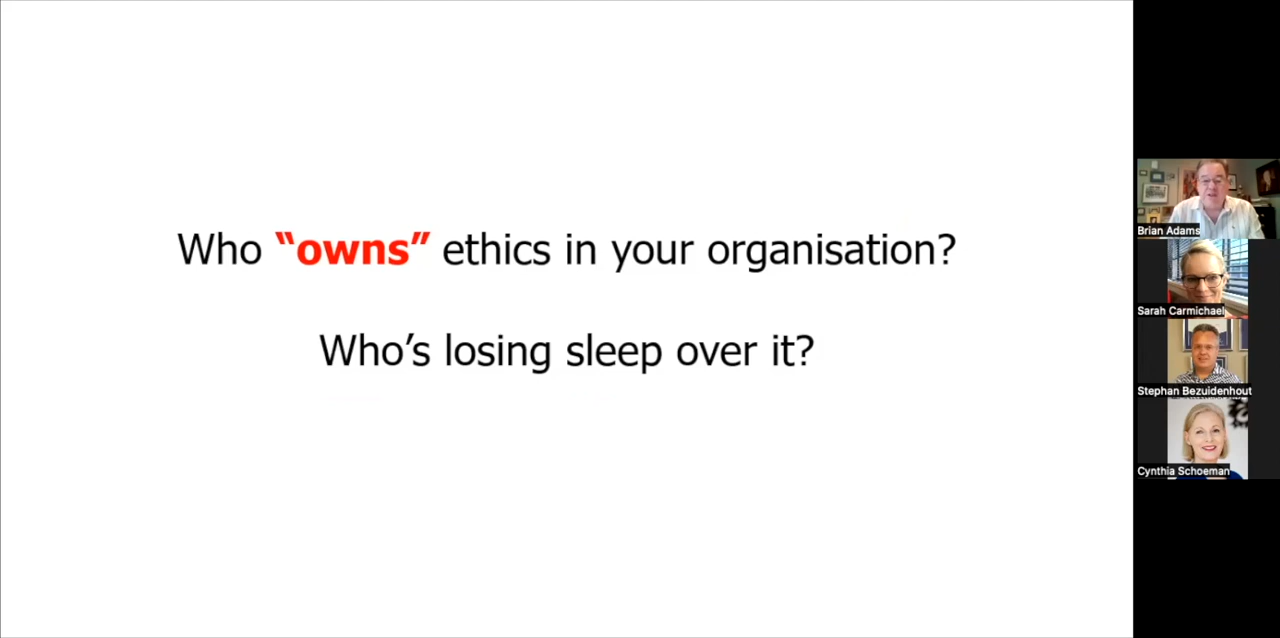 Who “owns” ethics in your organisation?
Who’s losing sleep over it?
Brian Adams
Sarah Carmichael
Stephan Bezuidenhout
Cynthia Schoeman